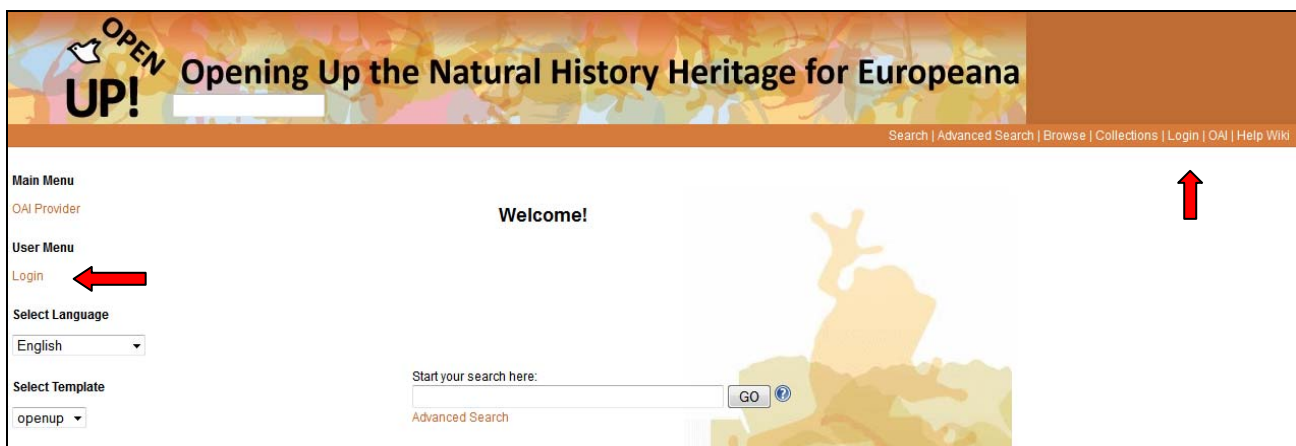 OPEN
UP!
Opening Up the Natural History Heritage for Europeana
Search | Advanced Search | Browse | Collections | Login | OAI | Help Wiki
Main Menu
OAI Provider
User Menu
Login
Select Language
English
Select Template
openup
Welcome!
Start your search here:
GO ?
Advanced Search